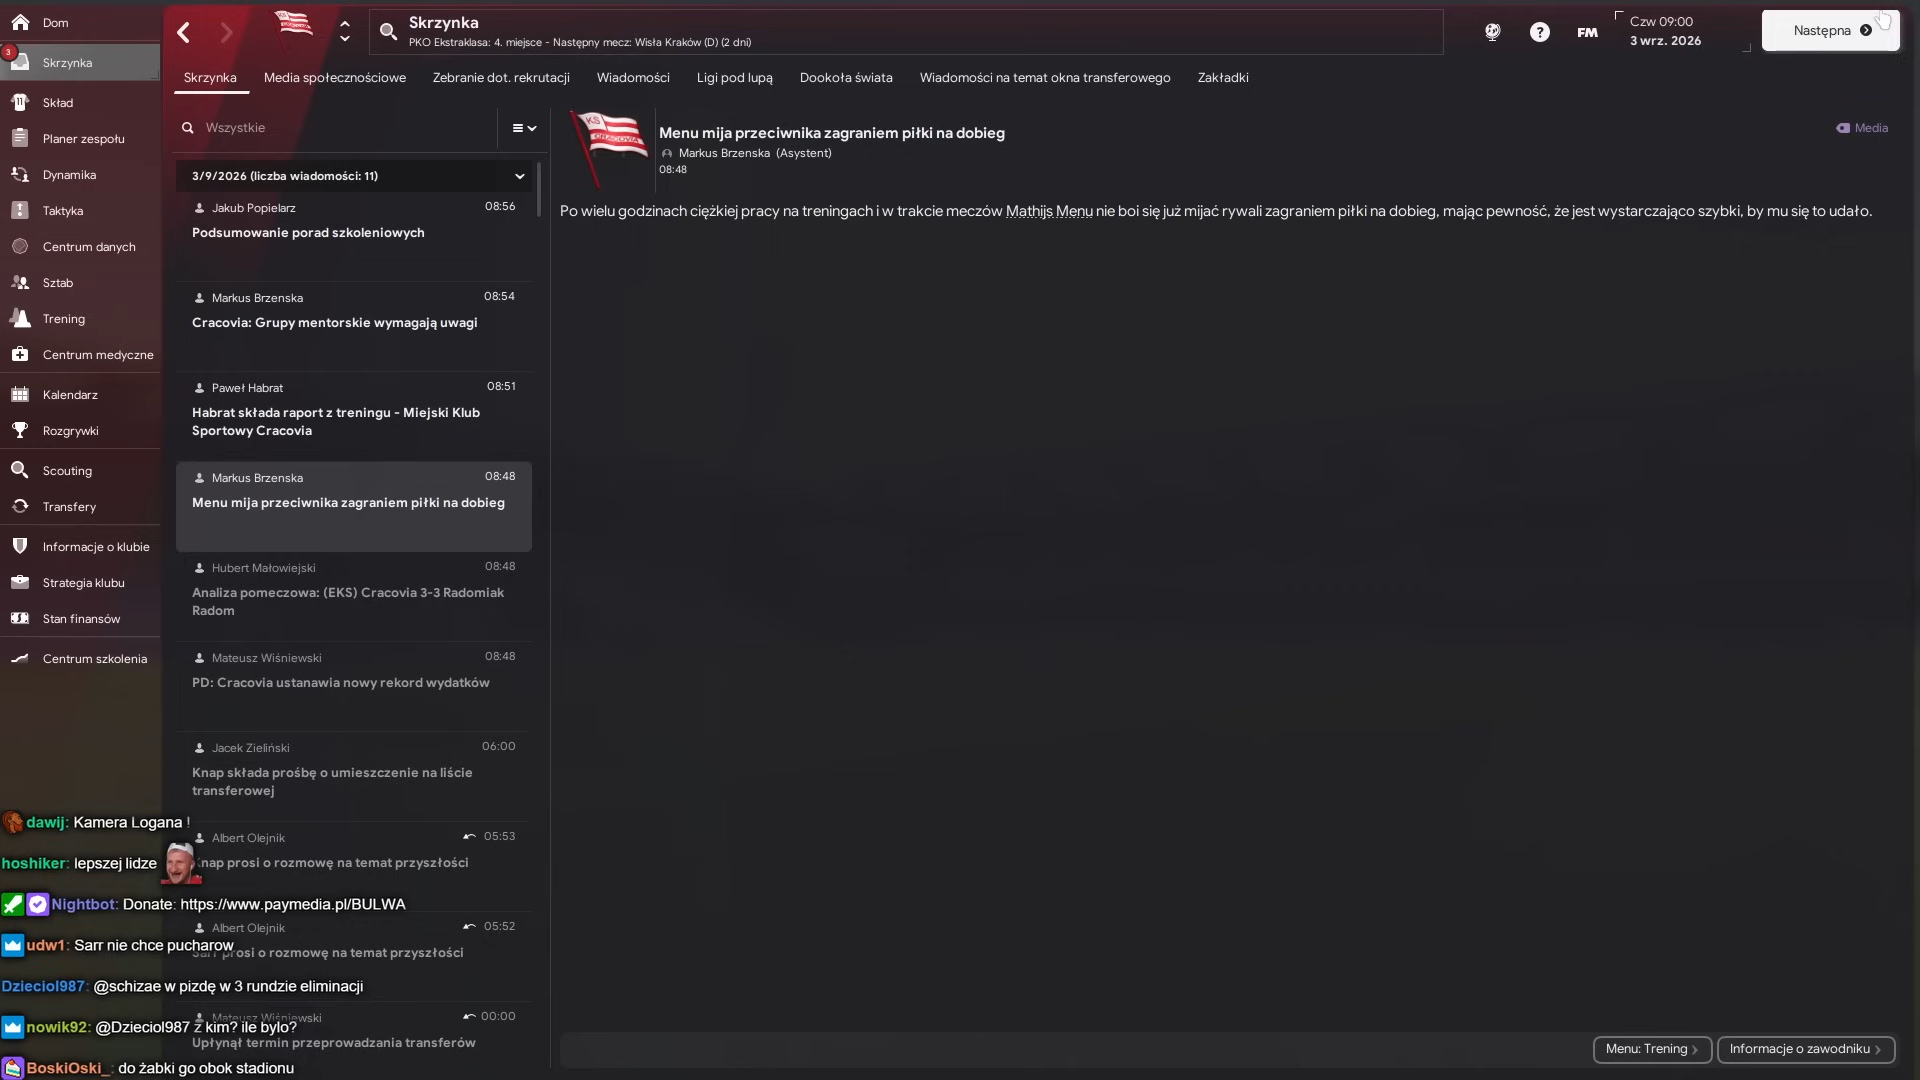 Dom
3
Skrzynka
Skład
Planer zespołu
Dynamika
Taktyka
Centrum danych
Sztab
Trening
Centrum medyczne
Kalendarz
Rozgrywki
Scouting
Transfery
Informacje o klubie
Strategia klubu
Stan finansów
Centrum szkolenia
Skrzynka
PKO Ekstraklasa: 4. miejsce - Następny mecz: Wisła Kraków (D) (2 dni)
FM
Czw 09:00
3 wrz. 2026
Następna
Skrzynka Media społecznościowe Zebranie dot. rekrutacji Wiadomości Ligi pod lupą Dookoła świata Wiadomości na temat okna transferowego Zakładki
Wszystkie
3/9/2026 (liczba wiadomości: 11)
Jakub Popielarz 08:56
Podsumowanie porad szkoleniowych
Markus Brzenska 08:54
Cracovia: Grupy mentorskie wymagają uwagi
Paweł Habrat 08:51
Habrat składa raport z treningu - Miejski Klub
Sportowy Cracovia
Markus Brzenska 08:48
Menu mija przeciwnika zagraniem piłki na dobieg
Hubert Małowiejski 08:48
Analiza pomeczowa: (EKS) Cracovia 3-3 Radomiak
Radom
Mateusz Wiśniewski 08:48
PD: Cracovia ustanawia nowy rekord wydatków
Jacek Zieliński 06:00
Knap składa prośbę o umieszczenie na liście
transferowej
Albert Olejnik 05:53
Knap prosi o rozmowę na temat przyszłości
Albert Olejnik 05:52
Sarr prosi o rozmowę na temat przyszłości
Mateusz Wiśniewski 00:00
Upłynął termin przeprowadzania transferów
KS
CRACOVIA
Menu mija przeciwnika zagraniem piłki na dobieg
Markus Brzenska (Asystent)
08:48
Media
Po wielu godzinach ciężkiej pracy na treningach i w trakcie meczów Mathijs Menu nie boi się już mijać rywali zagraniem piłki na dobieg, mając pewność, że jest wystarczająco szybki, by mu się to udało.
Menu: Trening
Informacje o zawodniku
dawij: Kamera Logana !
hoshiker: lepszej lidze
Nightbot: Donate: https://www.paymedia.pl/BULWA
udw1: Sarr nie chce pucharow
Dzieciol987: @schizae w pizdę w 3 rundzie eliminacji
nowik92: @Dzieciol987 z kim? ile bylo?
BoskiOski_: do żabki go obok stadionu